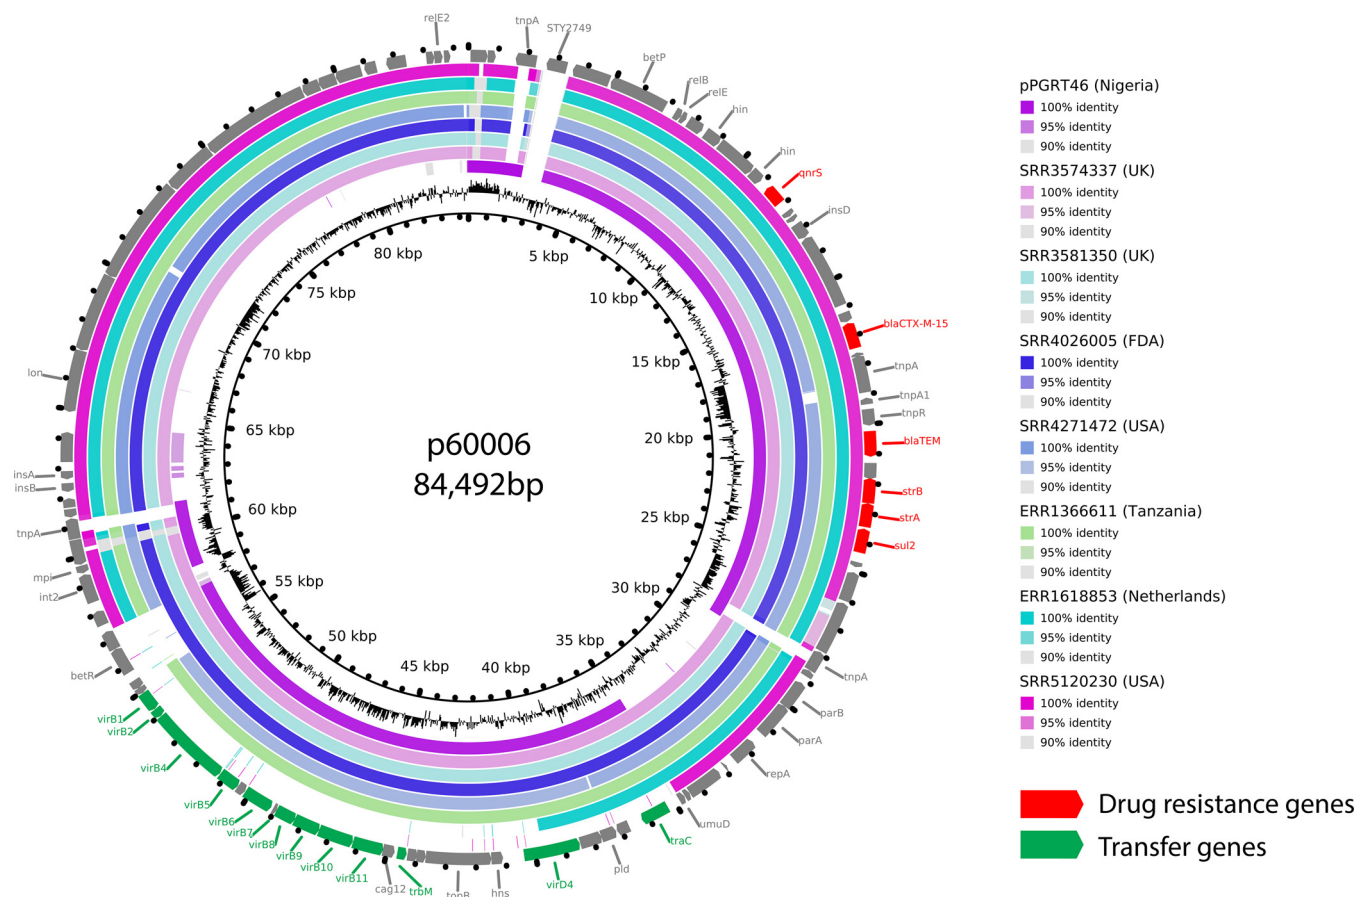 relE2
tnpA
STY2749
betP
relB
relE
hin
hin
qnrS
insD
blaCTX-M-15
tnpA
tnpA1
tnpR
blaTEM
strB
strA
sul2
tnpA
parB
parA
repA
umuD
traC
pld
virD4
hns
topB
trbM
cag12
virB11
virB10
virB9
virB8
virB7
virB6
virB5
virB4
virB2
virB1
betR
int2
mpi
tnpA
insB
insA
lon
5 kbp
10 kbp
15 kbp
20 kbp
25 kbp
30 kbp
35 kbp
40 kbp
45 kbp
50 kbp
55 kbp
60 kbp
65 kbp
70 kbp
75 kbp
80 kbp
p60006
84,492bp
pPGRT46 (Nigeria)
100% identity
95% identity
90% identity
SRR3574337 (UK)
100% identity
95% identity
90% identity
SRR3581350 (UK)
100% identity
95% identity
90% identity
SRR4026005 (FDA)
100% identity
95% identity
90% identity
SRR4271472 (USA)
100% identity
95% identity
90% identity
ERR1366611 (Tanzania)
100% identity
95% identity
90% identity
ERR1618853 (Netherlands)
100% identity
95% identity
90% identity
SRR5120230 (USA)
100% identity
95% identity
90% identity
Drug resistance genes
Transfer genes